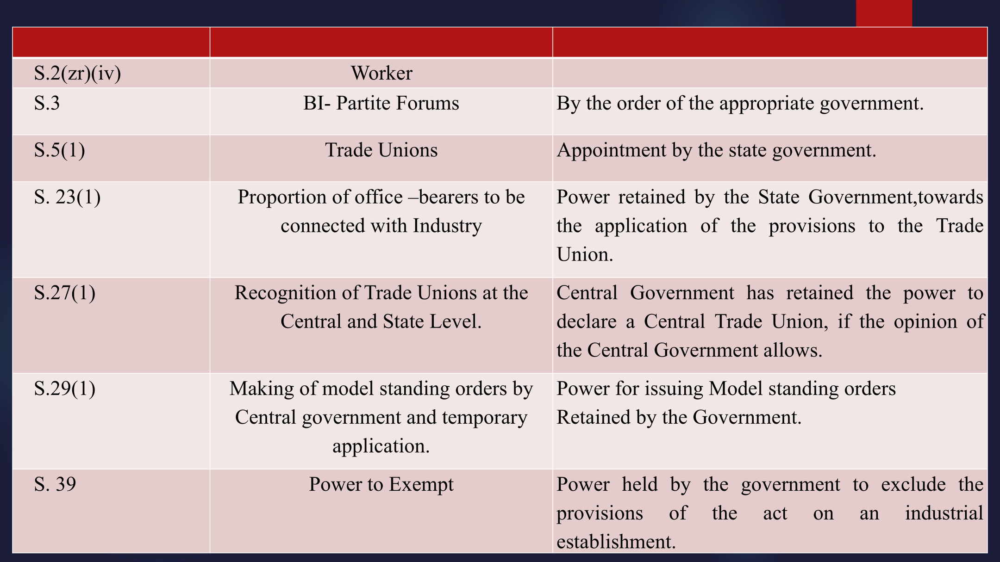 S.2(zr)(iv)
Worker
S.3
BI- Partite Forums
By the order of the appropriate government.
S.5(1)
Trade Unions
Appointment by the state government.
S. 23(1)
Proportion of office –bearers to be
connected with Industry
Power retained by the State Government,towards
the application of the provisions to the Trade
Union.
S.27(1)
Recognition of Trade Unions at the
Central and State Level.
Central Government has retained the power to
declare a Central Trade Union, if the opinion of
the Central Government allows.
S.29(1)
Making of model standing orders by
Central government and temporary
application.
Power for issuing Model standing orders
Retained by the Government.
S. 39
Power to Exempt
Power held by the government to exclude the
provisions of the act on an industrial
establishment.